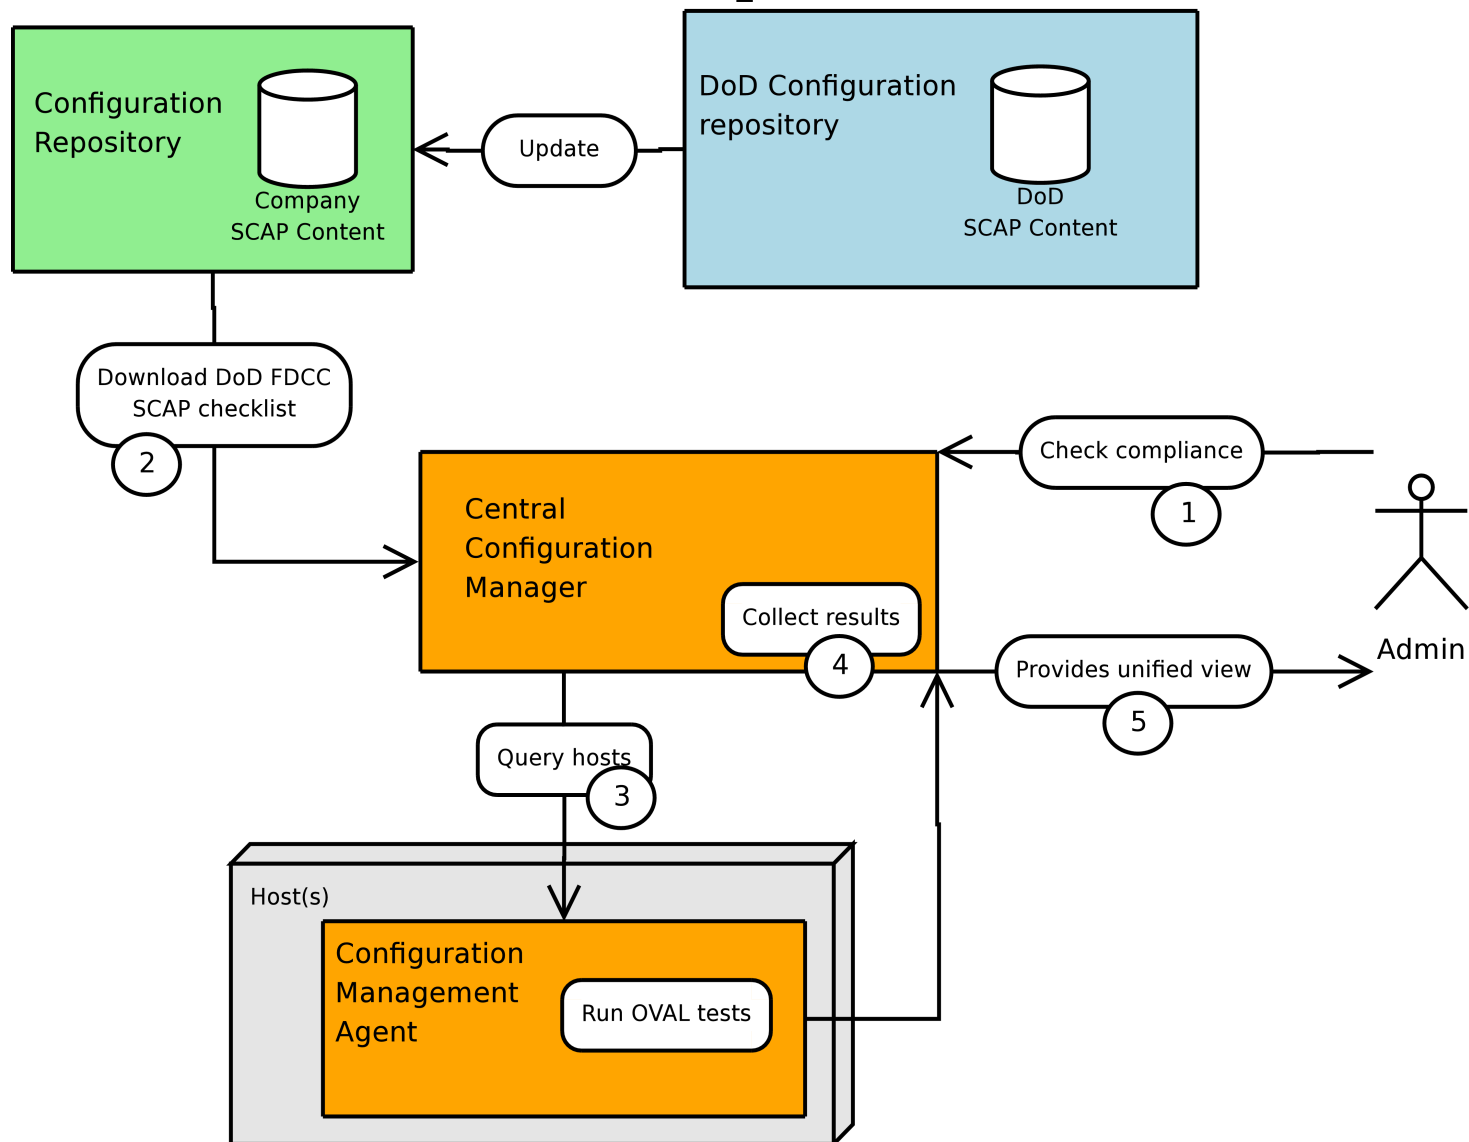 Configuration
Repository
Company
SCAP Content
Update
DoD Configuration
repository
DoD
SCAP Content
Download DoD FDCC
SCAP checklist
2
Check compliance
1
Central
Configuration
Manager
Collect results
4
Admin
Provides unified view
5
Query hosts
3
Host(s)
Configuration
Management
Agent
Run OVAL tests